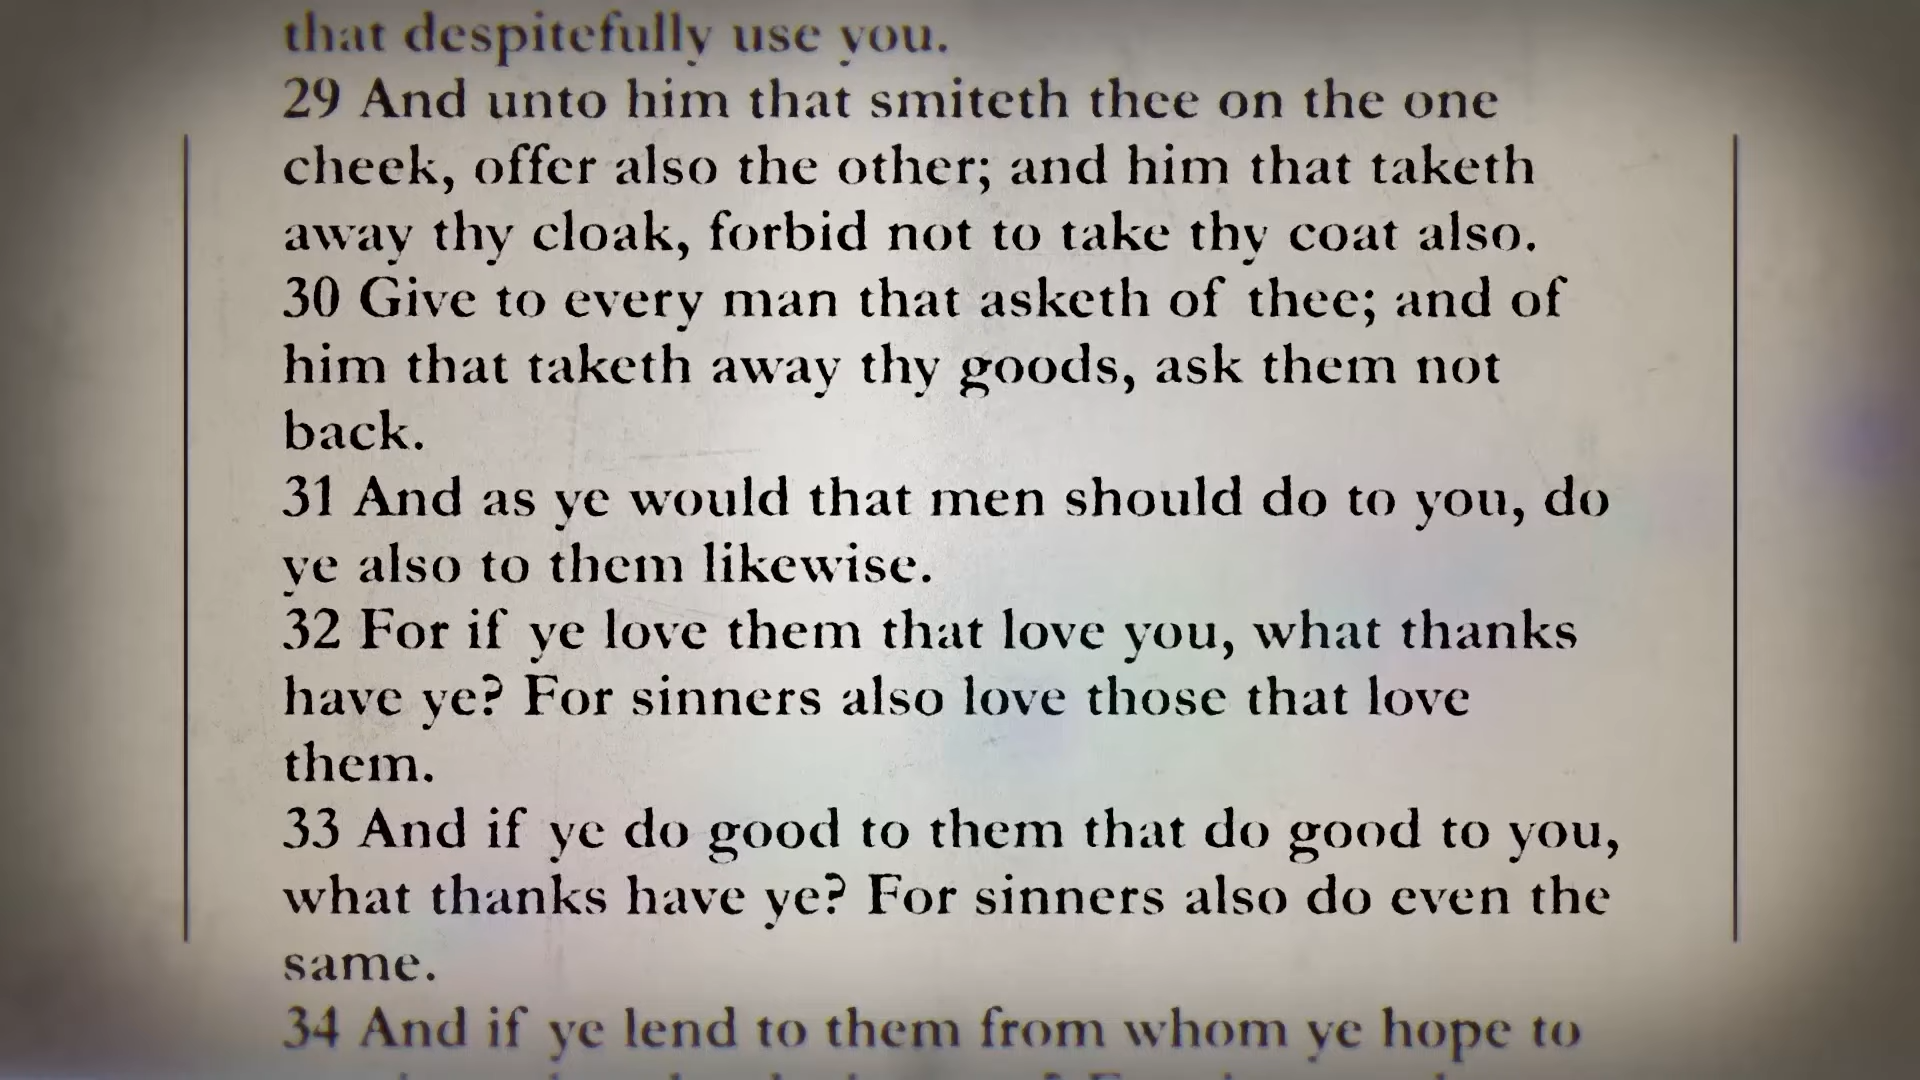 that despitefully use you.
29 And unto him that smiteth thee on the one
cheek, offer also the other; and him that taketh
away thy cloak, forbid not to take thy coat also.
30 Give to every man that asketh of thee; and of
him that taketh away thy goods, ask them not
back.
31 And as ye would that men should do to you, do
ye also to them likewise.
32 For if ye love them that love you, what thanks
have ye? For sinners also love those that love
them.
33 And if ye do good to them that do good to you,
what thanks have ye? For sinners also do even the
same.
34 And if ye lend to them from whom ye hope to